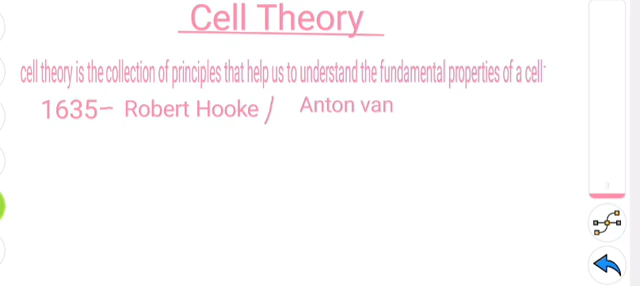 Cell Theory
cell theory is the collection of principles that help us to understand the fundamental properties of a cell-
1635- Robert Hooke / Anton van